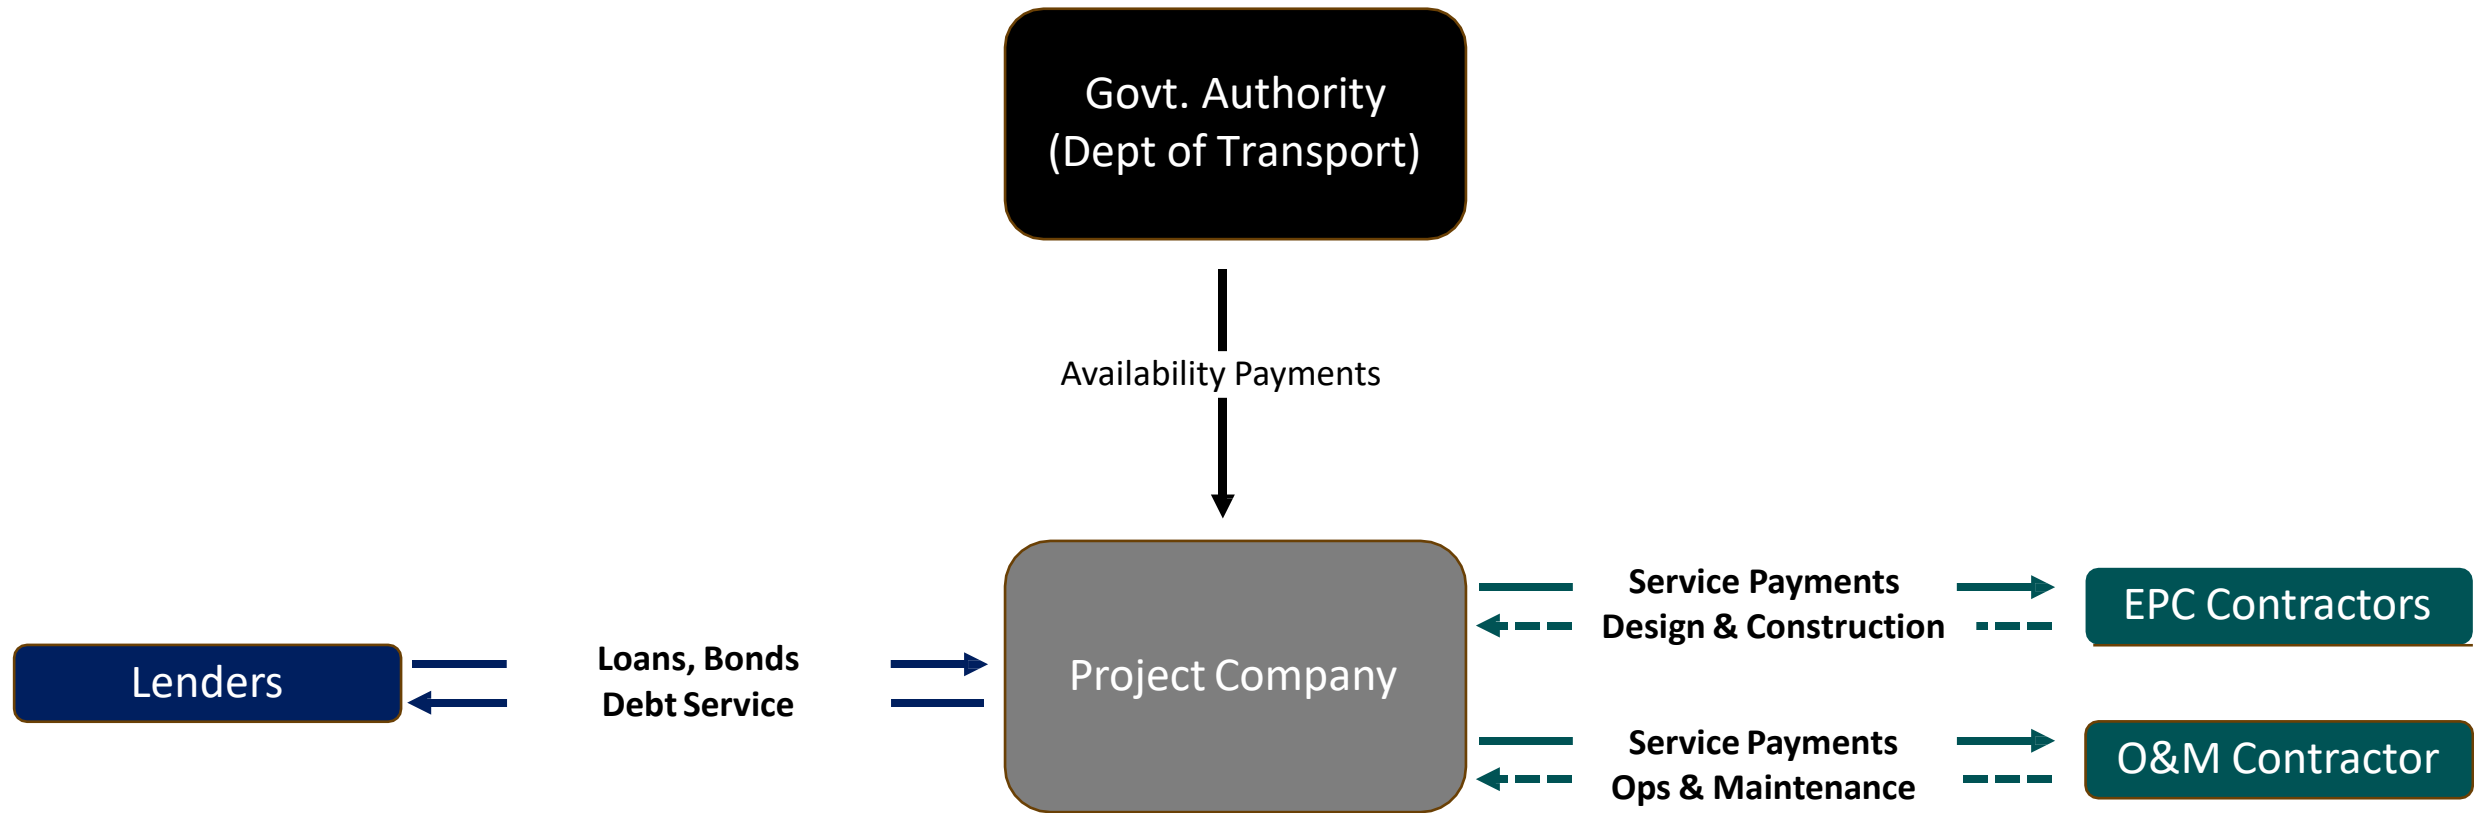 Govt. Authority
(Dept of Transport)
Availability Payments
Service Payments
Design & Construction
EPC Contractors
Lenders
Loans, Bonds
Debt Service
Project Company
Service Payments
Ops & Maintenance
O&M Contractor